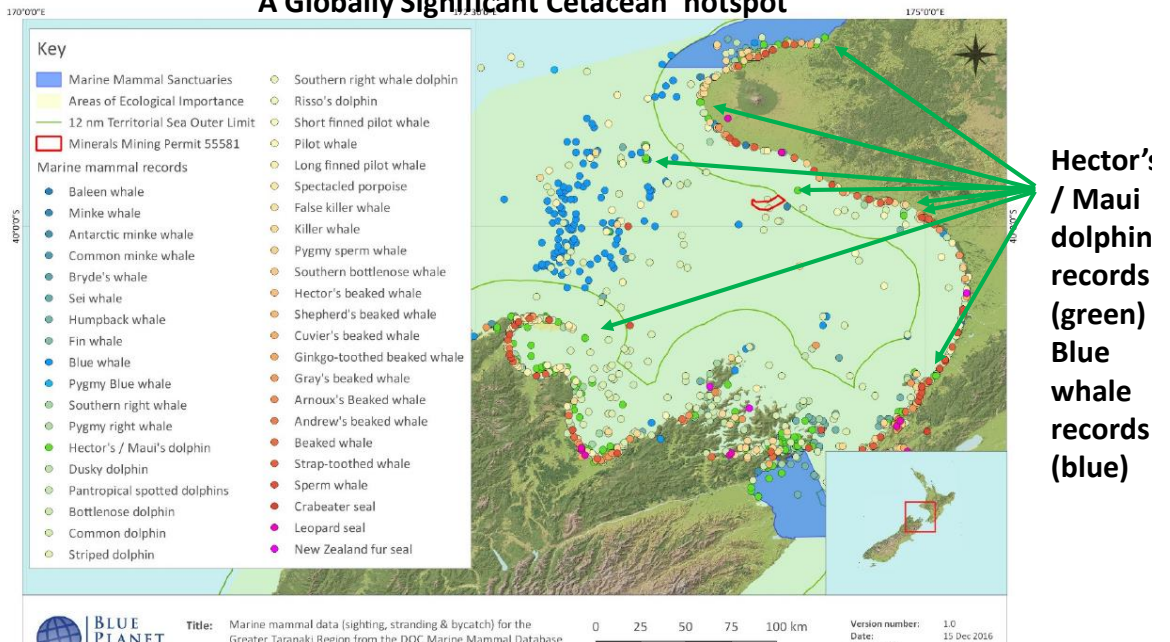 A Globally Significant Cetacean hotspot
170°0'0"E
175°0'0"E
Key
Marine Mammal Sanctuaries
Areas of Ecological Importance
12 nm Territorial Sea Outer Limit
Minerals Mining Permit 55581
Marine mammal records
Baleen whale
Minke whale
Antarctic minke whale
Common minke whale
Bryde's whale
Sei whale
Humpback whale
Fin whale
Blue whale
Pygmy Blue whale
Southern right whale
Pygmy right whale
Hector's / Maui's dolphin
Dusky dolphin
Pantropical spotted dolphins
Bottlenose dolphin
Common dolphin
Striped dolphin
Southern right whale dolphin
Risso's dolphin
Short finned pilot whale
Pilot whale
Long finned pilot whale
Spectacled porpoise
False killer whale
Killer whale
Pygmy sperm whale
Southern bottlenose whale
Hector's beaked whale
Shepherd's beaked whale
Cuvier's beaked whale
Ginkgo-toothed beaked whale
Gray's beaked whale
Arnoux's Beaked whale
Andrew's beaked whale
Beaked whale
Strap-toothed whale
Sperm whale
Crabeater seal
Leopard seal
New Zealand fur seal
40°0'0"S
40°0'0"S
Hector's
/ Maui
dolphin
records
(green)
Blue
whale
records
(blue)
BLUE
PLANET
Title: Marine mammal data (sighting, stranding & bycatch) for the
Greater Taranaki Region from the DOC Marine Mammal Database
0 25 50 75 100 km
Version number: 1.0
Date: 15 Dec 2016